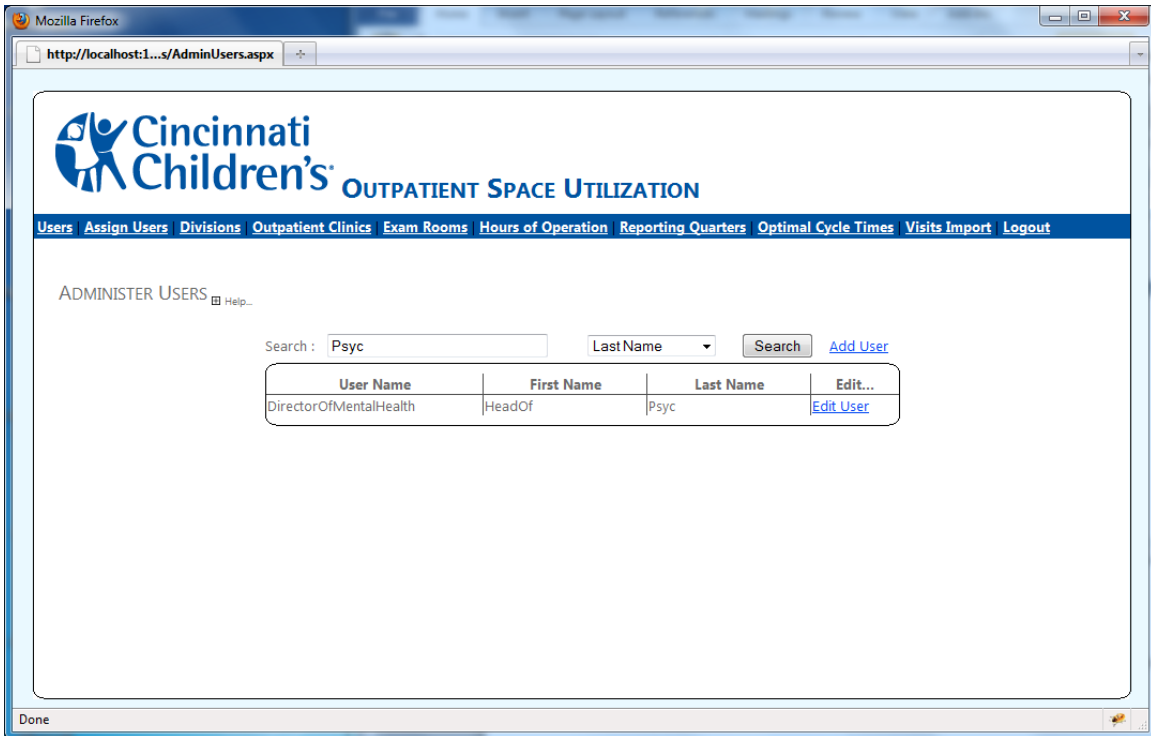 Mozilla Firefox
http://localhost:1...s/AdminUsers.aspx
Cincinnati
Children's
OUTPATIENT SPACE UTILIZATION
Users | Assign Users | Divisions | Outpatient Clinics | Exam Rooms | Hours of Operation | Reporting Quarters | Optimal Cycle Times | Visits Import | Logout
ADMINISTER USERS Help...
Search : Psyc Last Name Search Add User
User Name First Name Last Name Edit...
DirectorOfMentalHealth HeadOf Psyc Edit User
Done